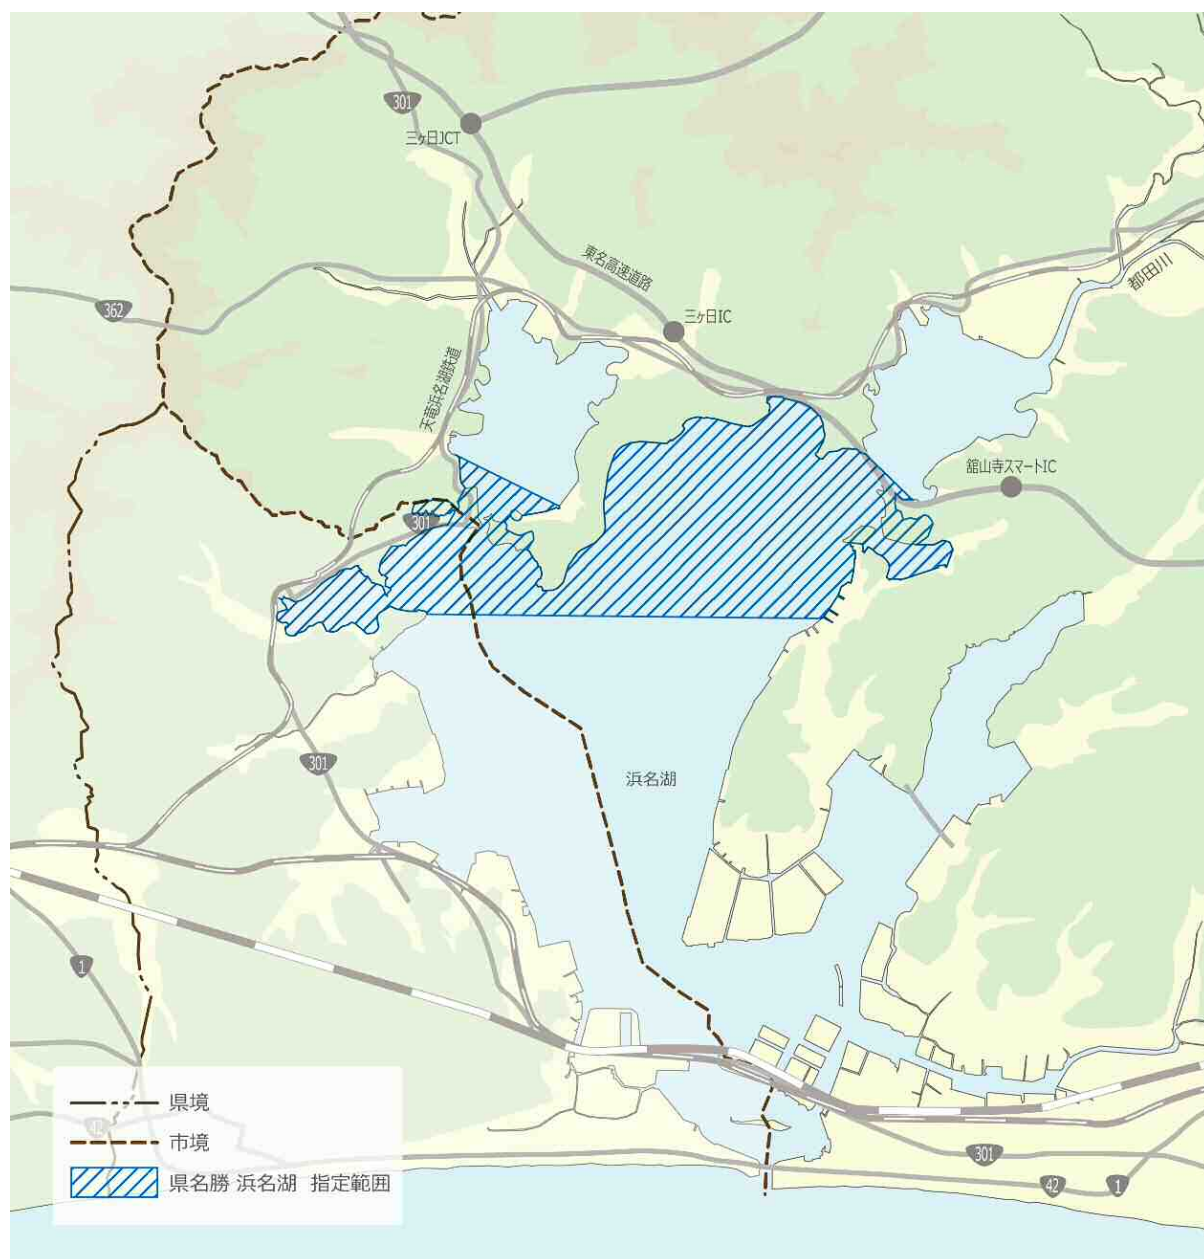 301
三ヶ日JCT
東名高速道路
都田川
362
三ヶ日IC
天竜浜名湖鉄道
舘山寺スマートIC
301
301
浜名湖
1
42
301
42
1
県境
市境
県名勝 浜名湖 指定範囲